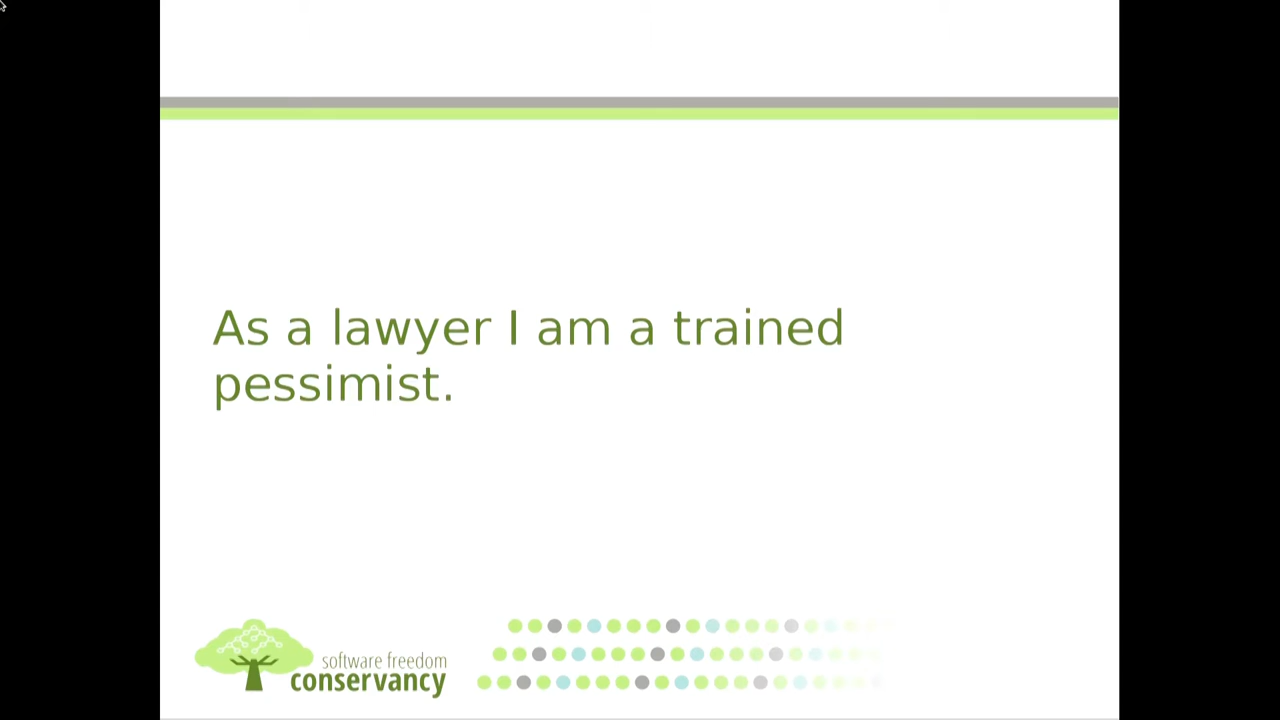 As a lawyer I am a trained
pessimist.
software freedom
conservancy